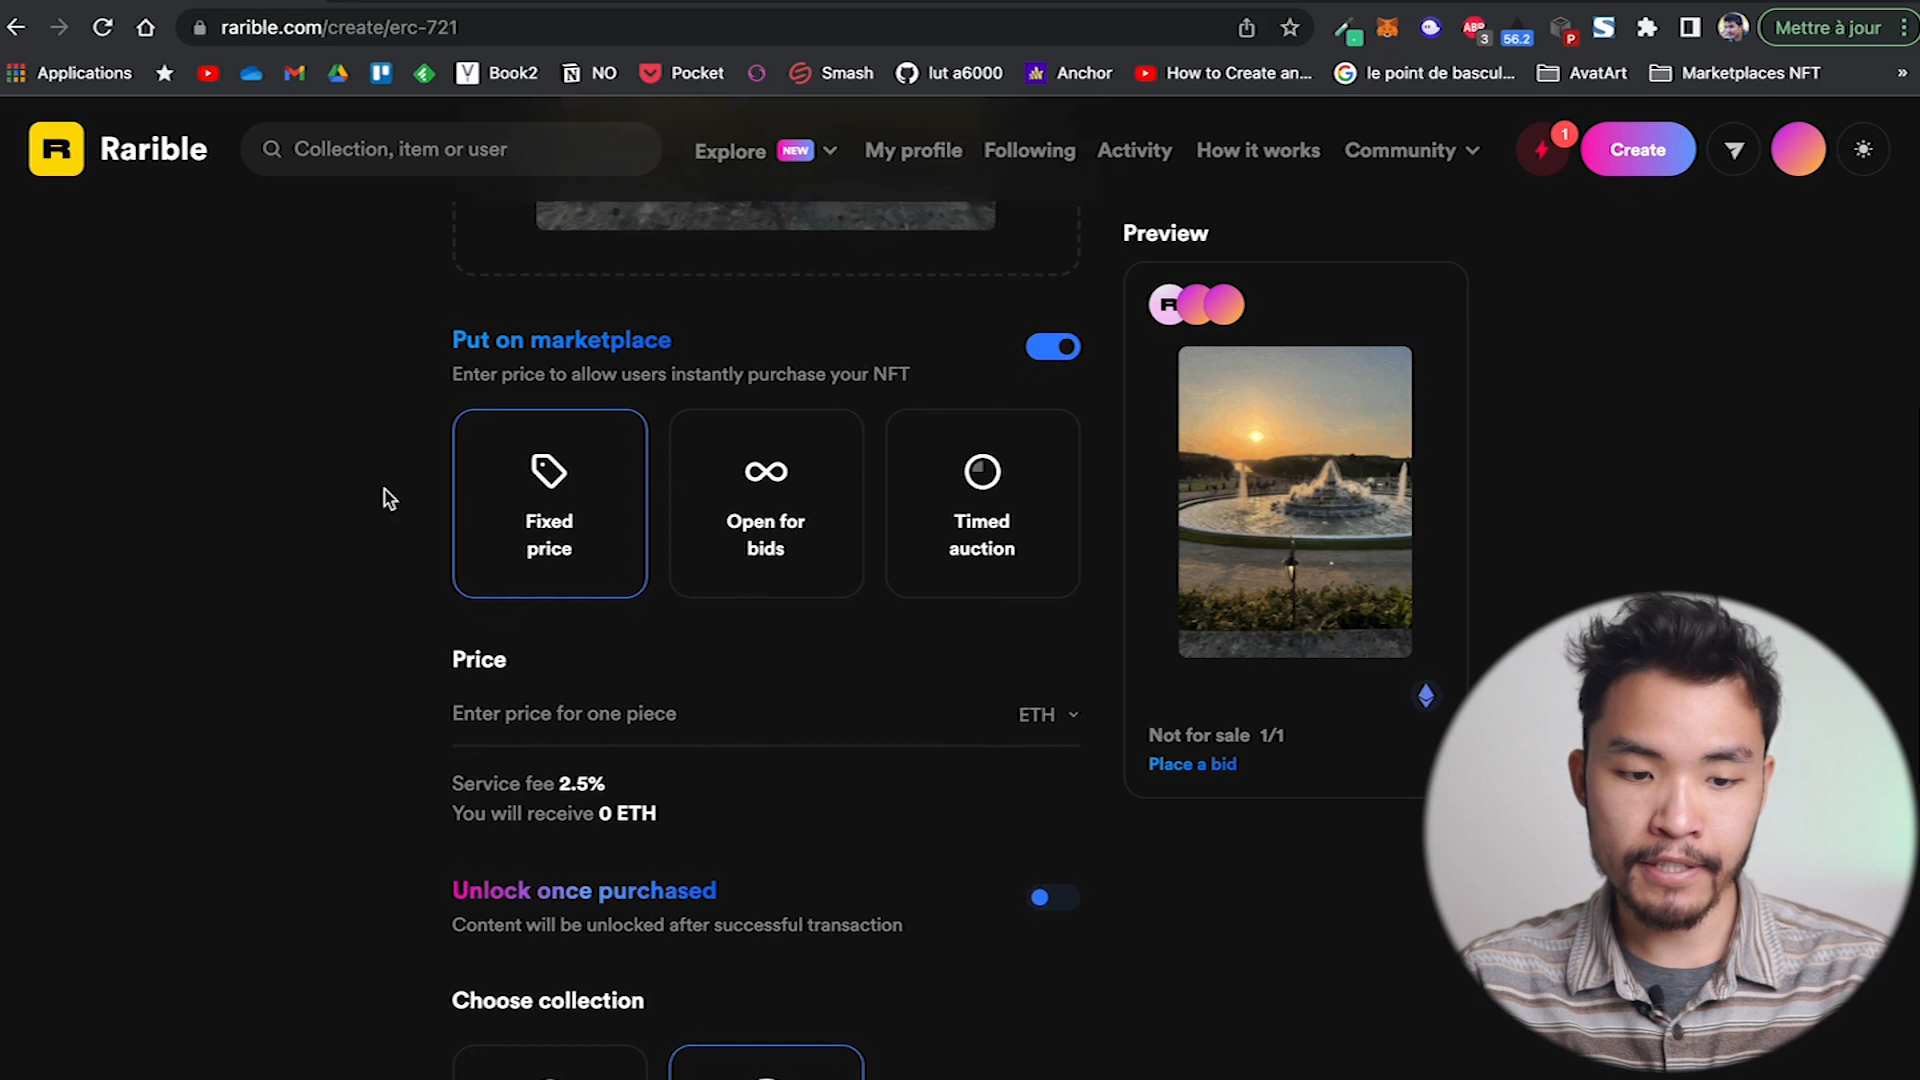 rarible.com/create/erc-721
ABP
3
56.2
P
Mettre à jour
Applications
Y Book2
NO
Pocket
Smash
lut a6000
Anchor
How to Create an...
le point de bascul...
AvatArt
Marketplaces NFT
»
R Rarible
Collection, item or user
Explore NEW
My profile
Following
Activity
How it works
Community
1
Create
Preview
R
Put on marketplace
Enter price to allow users instantly purchase your NFT
Fixed
price
Open for
bids
Timed
auction
Price
Enter price for one piece
ETH
Not for sale 1/1
Place a bid
Service fee 2.5%
You will receive 0 ETH
Unlock once purchased
Content will be unlocked after successful transaction
Choose collection